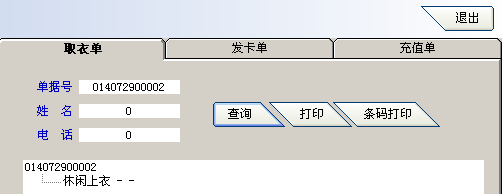 退出
取衣单 发卡单 充值单
单据号 014072900002
姓 名 0
电 话 0
查询 打印 条码打印
014072900002
休闲上衣 - -